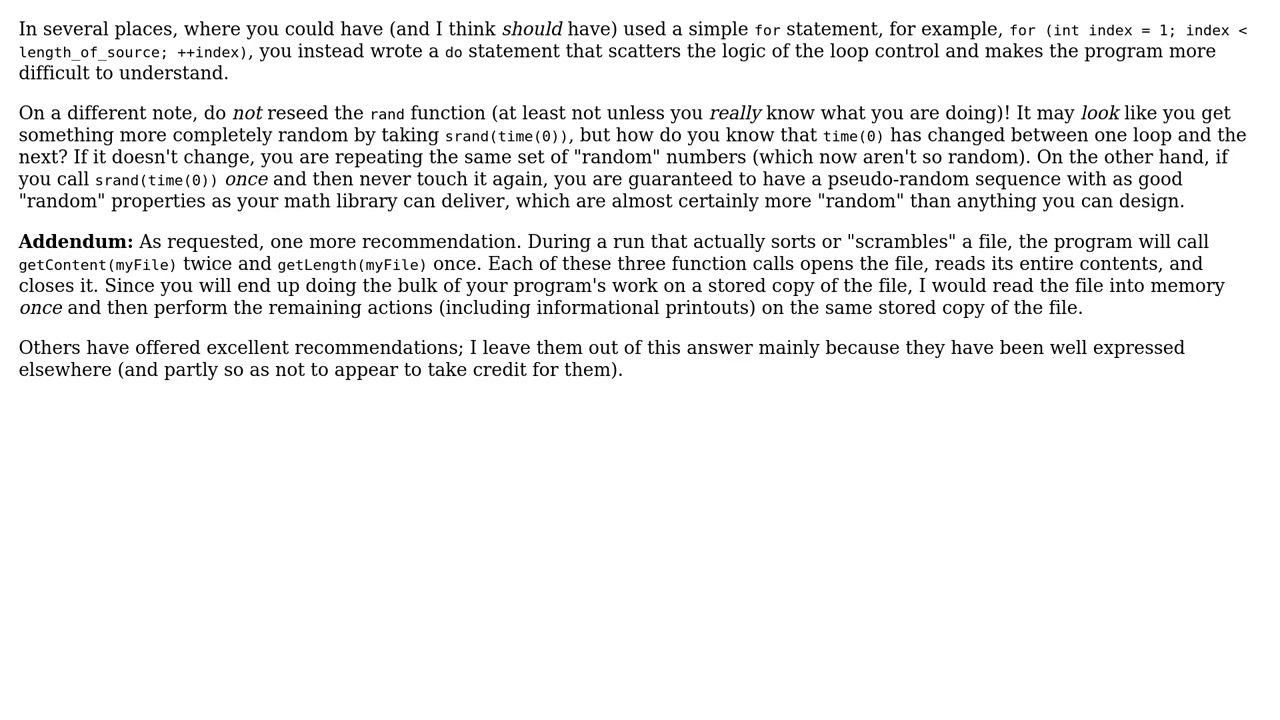 In several places, where you could have (and I think should have) used a simple for statement, for example, for (int index = 1; index <
length_of_source; ++index), you instead wrote a do statement that scatters the logic of the loop control and makes the program more
difficult to understand.
On a different note, do not reseed the rand function (at least not unless you really know what you are doing)! It may look like you get
something more completely random by taking srand(time(0)), but how do you know that time(0) has changed between one loop and the
next? If it doesn't change, you are repeating the same set of "random" numbers (which now aren't so random). On the other hand, if
you call srand(time(0)) once and then never touch it again, you are guaranteed to have a pseudo-random sequence with as good
"random" properties as your math library can deliver, which are almost certainly more "random" than anything you can design.
Addendum: As requested, one more recommendation. During a run that actually sorts or "scrambles" a file, the program will call
getContent(myFile) twice and getLength(myFile) once. Each of these three function calls opens the file, reads its entire contents, and
closes it. Since you will end up doing the bulk of your program's work on a stored copy of the file, I would read the file into memory
once and then perform the remaining actions (including informational printouts) on the same stored copy of the file.
Others have offered excellent recommendations; I leave them out of this answer mainly because they have been well expressed
elsewhere (and partly so as not to appear to take credit for them).